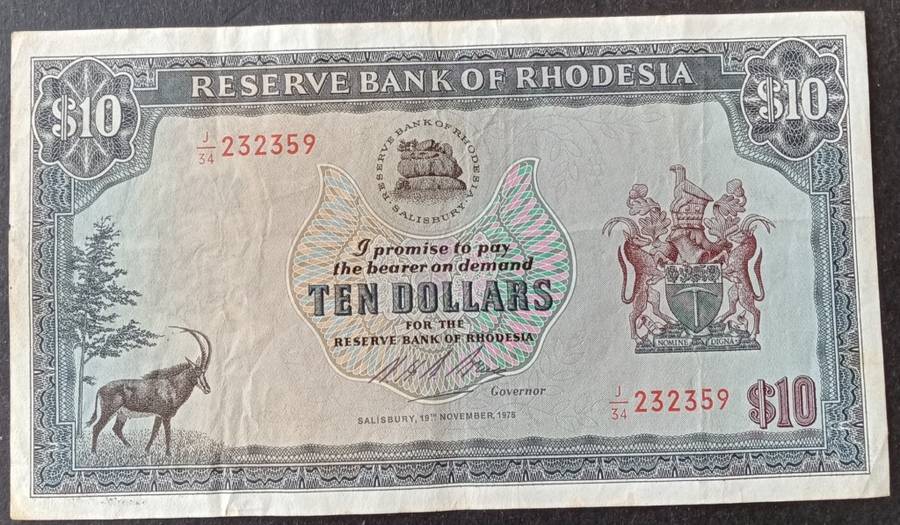 RESERVE BANK OF RHODESIA
$10
$10
J/34 232359
RESERVE BANK OF RHODESIA · SALISBURY ·
I promise to pay
the bearer on demand
TEN DOLLARS
FOR THE
RESERVE BANK OF RHODESIA
Governor
SALISBURY, 19TH NOVEMBER, 1975
NOMINE DIGNA
J/34 232359
$10